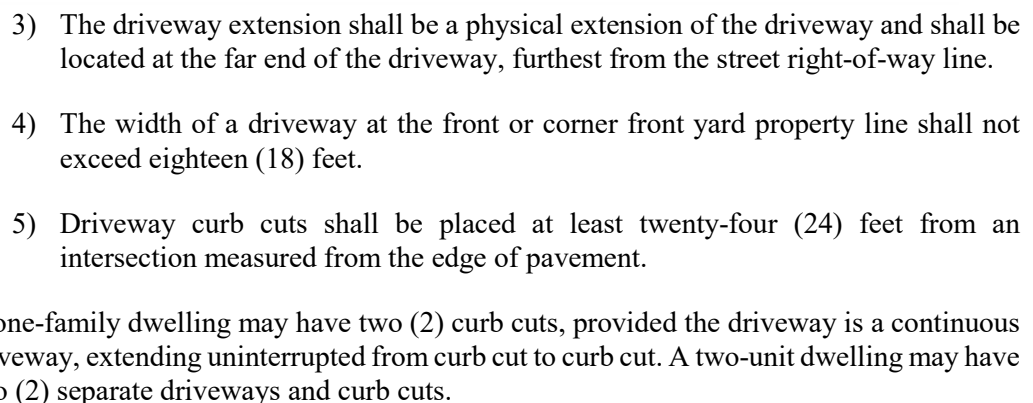 3) The driveway extension shall be a physical extension of the driveway and shall be
located at the far end of the driveway, furthest from the street right-of-way line.
4) The width of a driveway at the front or corner front yard property line shall not
exceed eighteen (18) feet.
5) Driveway curb cuts shall be placed at least twenty-four (24) feet from an
intersection measured from the edge of pavement.
one-family dwelling may have two (2) curb cuts, provided the driveway is a continuous
veway, extending uninterrupted from curb cut to curb cut. A two-unit dwelling may have
o (2) separate driveways and curb cuts.